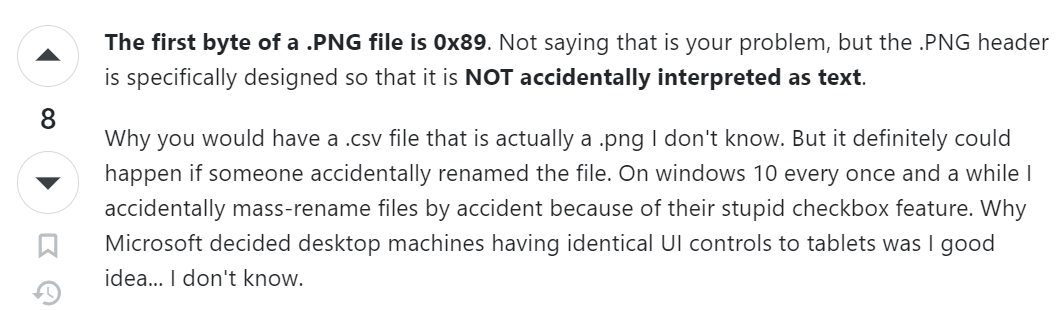 The first byte of a .PNG file is 0x89. Not saying that is your problem, but the .PNG header
is specifically designed so that it is NOT accidentally interpreted as text.
8
Why you would have a .csv file that is actually a .png I don't know. But it definitely could
happen if someone accidentally renamed the file. On windows 10 every once and a while I
accidentally mass-rename files by accident because of their stupid checkbox feature. Why
Microsoft decided desktop machines having identical UI controls to tablets was I good
idea... I don't know.